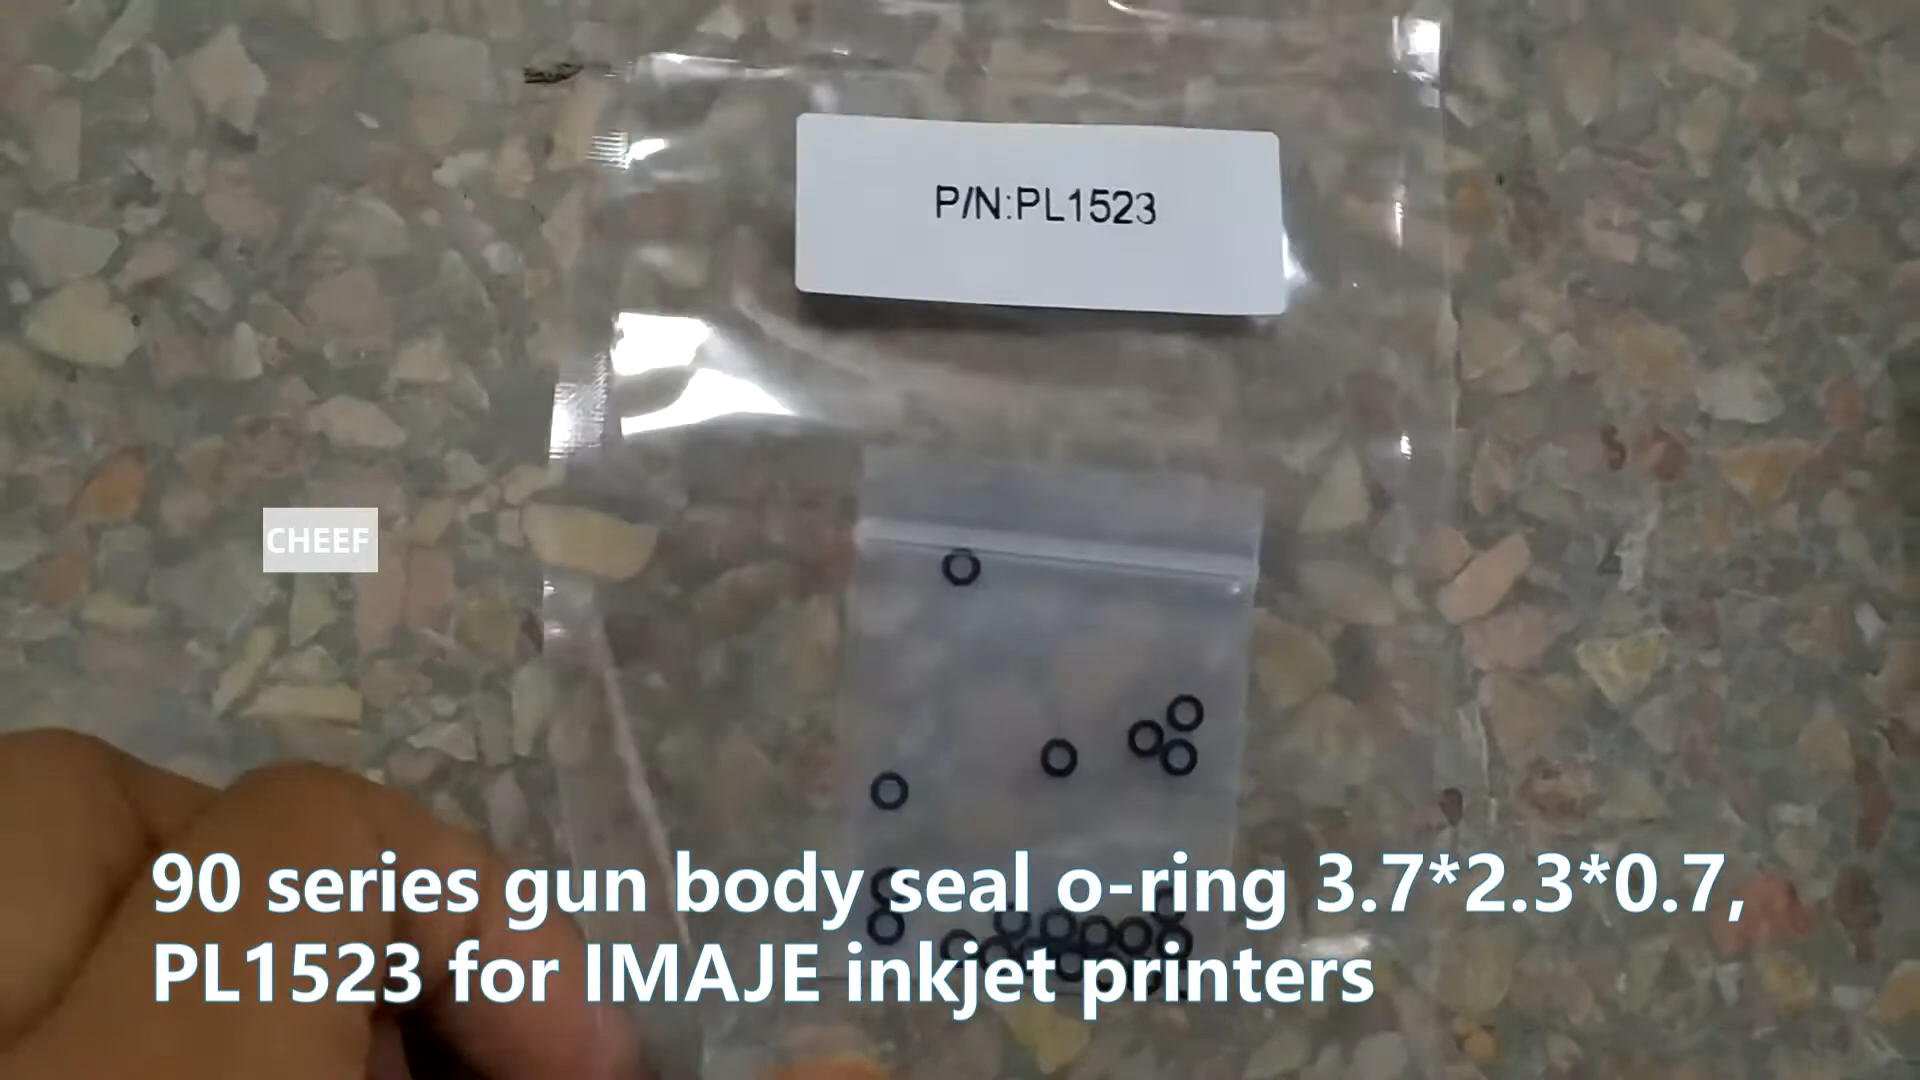 P/N:PL1523
CHEEF
90 series gun body seal o-ring 3.7*2.3*0.7,
PL1523 for IMAJE inkjet printers